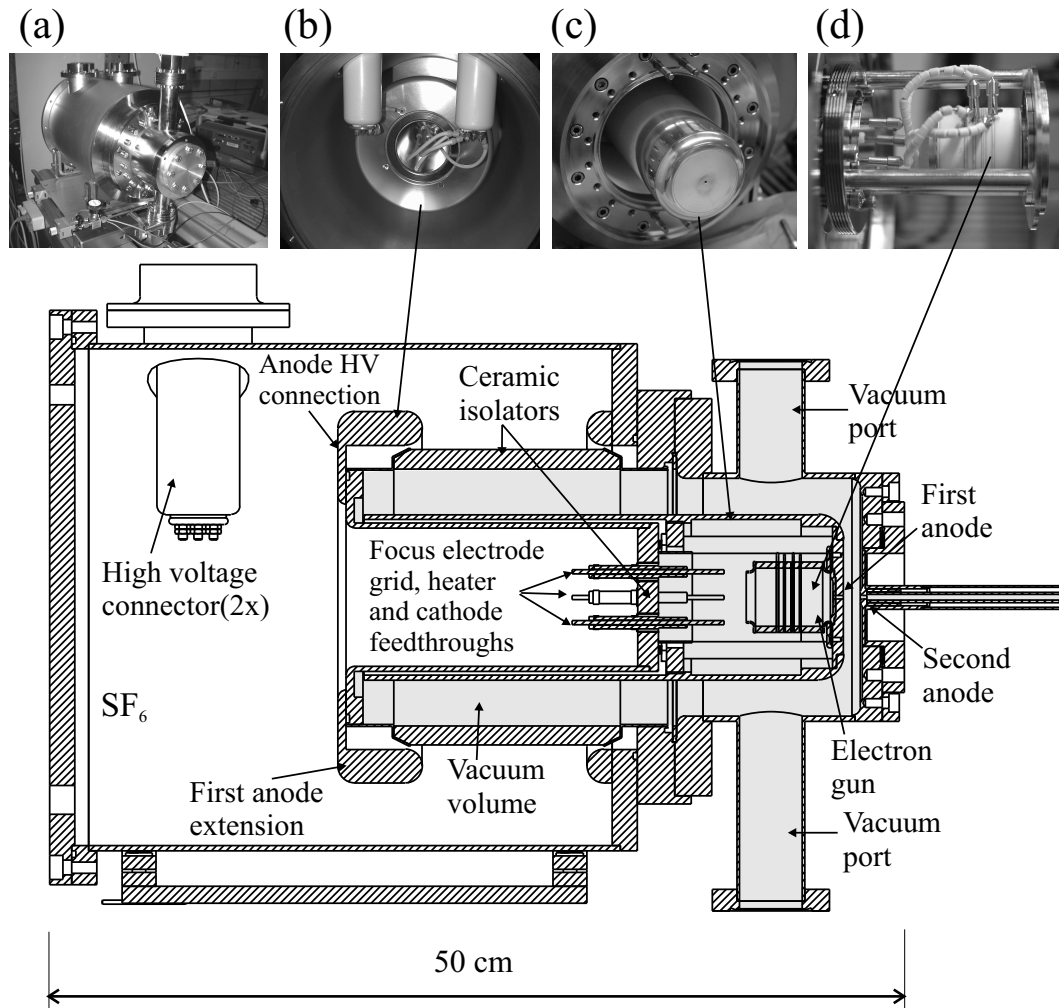 (a)
(b)
(c)
(d)
Anode HV
connection
Ceramic
isolators
Vacuum
port
First
anode
High voltage
connector(2x)
Focus electrode
grid, heater
and cathode
feedthroughs
Second
anode
SF₆
First anode
extension
Vacuum
volume
Electron
gun
Vacuum
port
50 cm